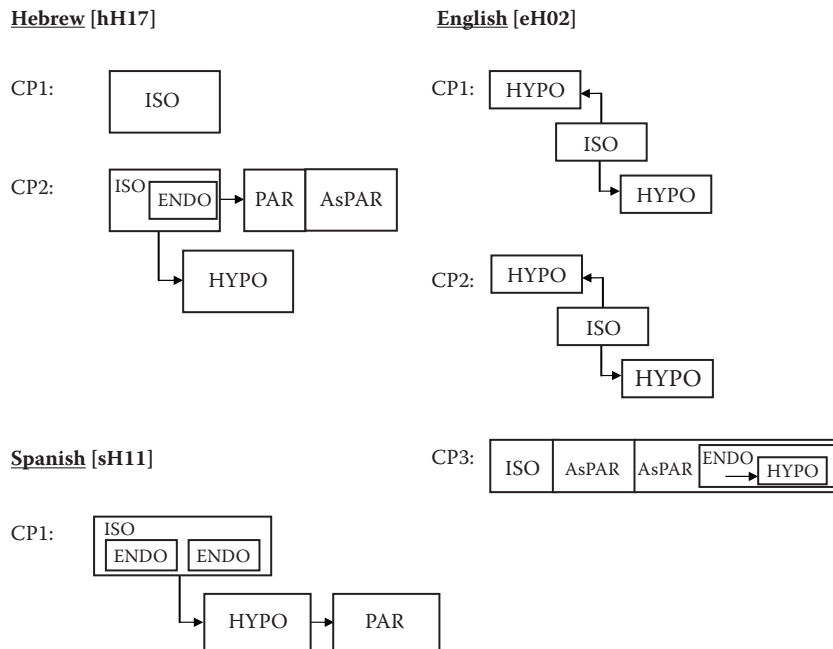 Hebrew [hH17]
CP1:
ISO
CP2:
ISO
ENDO
PAR
AsPAR
HYPO
Spanish [sH11]
CP1:
ISO
ENDO
ENDO
HYPO
PAR
English [eH02]
CP1:
HYPO
ISO
HYPO
CP2:
HYPO
ISO
HYPO
CP3:
ISO
AsPAR
AsPAR
ENDO
HYPO